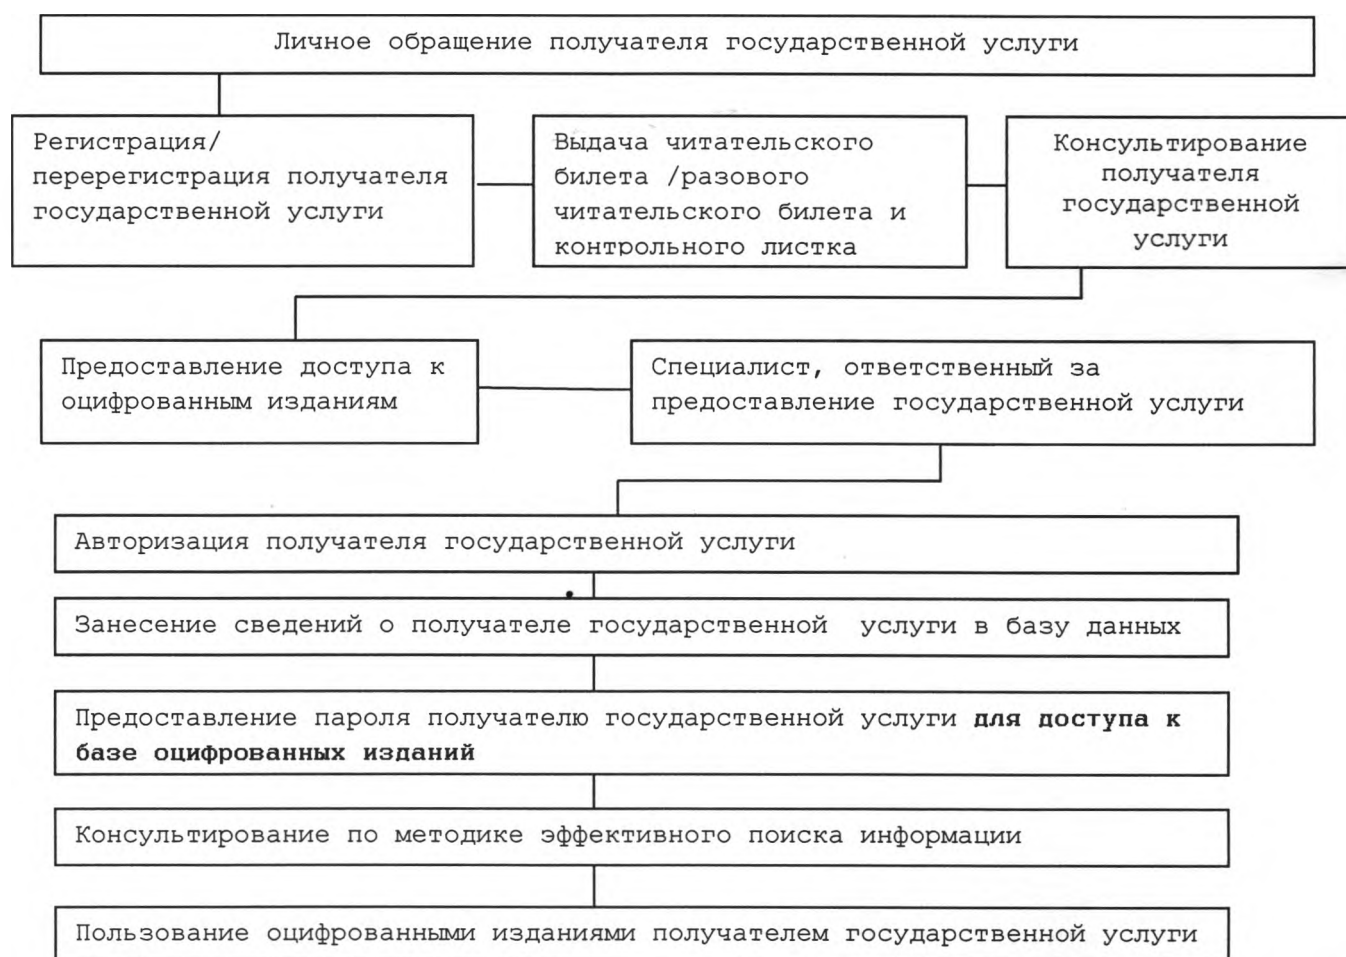 Личное обращение получателя государственной услуги
Регистрация/
перерегистрация получателя
государственной услуги
Выдача читательского
билета /разового
читательского билета и
контрольного листка
Консультирование
получателя
государственной
услуги
Предоставление доступа к
оцифрованным изданиям
Специалист, ответственный за
предоставление государственной услуги
Авторизация получателя государственной услуги
Занесение сведений о получателе государственной услуги в базу данных
Предоставление пароля получателю государственной услуги для доступа к
базе оцифрованных изданий
Консультирование по методике эффективного поиска информации
Пользование оцифрованными изданиями получателем государственной услуги